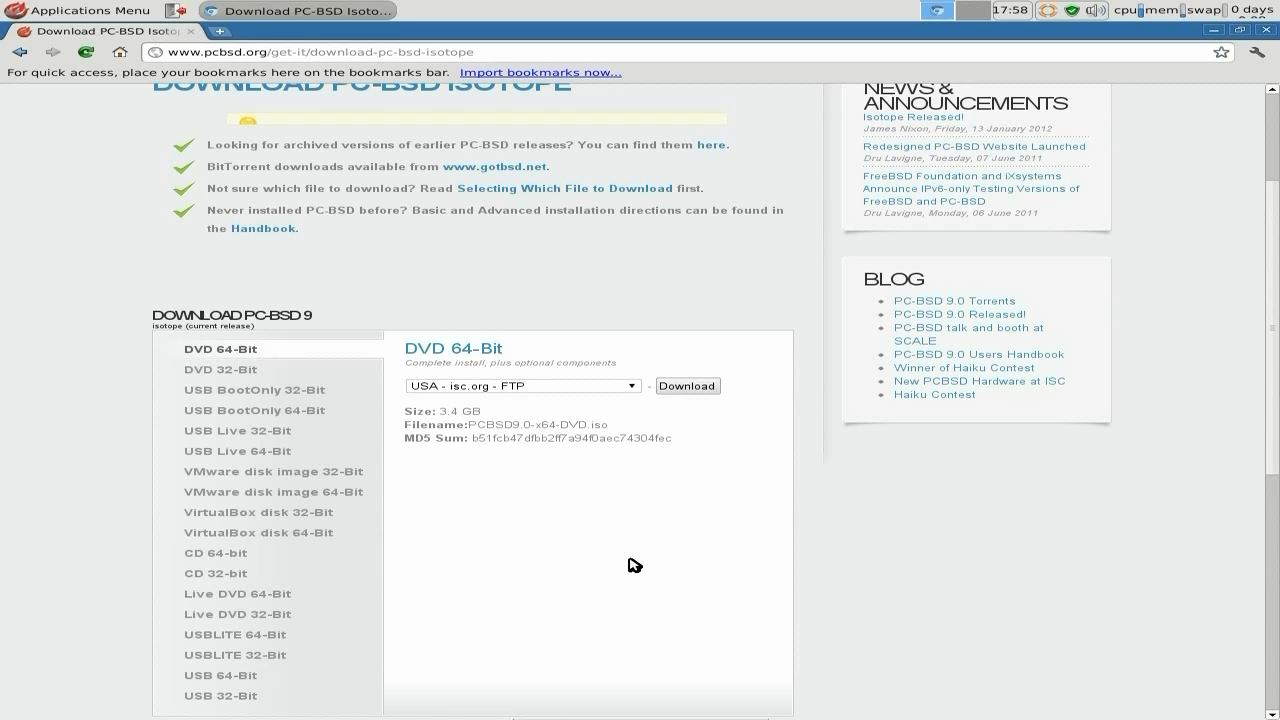 Applications Menu
Download PC-BSD Isoto...
17:58
cpu mem swap 0 days
Download PC-BSD Isoto
www.pcbsd.org/get-it/download-pc-bsd-isotope
For quick access, place your bookmarks here on the bookmarks bar. Import bookmarks now...
DOWNLOAD PC-BSD ISOTOPE
Looking for archived versions of earlier PC-BSD releases? You can find them here.
BitTorrent downloads available from www.gotbsd.net.
Not sure which file to download? Read Selecting Which File to Download first.
Never installed PC-BSD before? Basic and Advanced installation directions can be found in
the Handbook.
DOWNLOAD PC-BSD 9
isotope (current release)
DVD 64-Bit
DVD 32-Bit
USB BootOnly 32-Bit
USB BootOnly 64-Bit
USB Live 32-Bit
USB Live 64-Bit
VMware disk image 32-Bit
VMware disk image 64-Bit
VirtualBox disk 32-Bit
VirtualBox disk 64-Bit
CD 64-bit
CD 32-bit
Live DVD 64-Bit
Live DVD 32-Bit
USBLITE 64-Bit
USBLITE 32-Bit
USB 64-Bit
USB 32-Bit
DVD 64-Bit
Complete install, plus optional components
USA - isc.org - FTP - Download
Size: 3.4 GB
Filename:PCBSD9.0-x64-DVD.iso
MD5 Sum: b51fcb47dfbb2ff7a94f0aec74304fec
NEWS &
ANNOUNCEMENTS
Isotope Released!
James Nixon, Friday, 13 January 2012
Redesigned PC-BSD Website Launched
Dru Lavigne, Tuesday, 07 June 2011
FreeBSD Foundation and iXsystems
Announce IPv6-only Testing Versions of
FreeBSD and PC-BSD
Dru Lavigne, Monday, 06 June 2011
BLOG
PC-BSD 9.0 Torrents
PC-BSD 9.0 Released!
PC-BSD talk and booth at
SCALE
PC-BSD 9.0 Users Handbook
Winner of Haiku Contest
New PCBSD Hardware at ISC
Haiku Contest